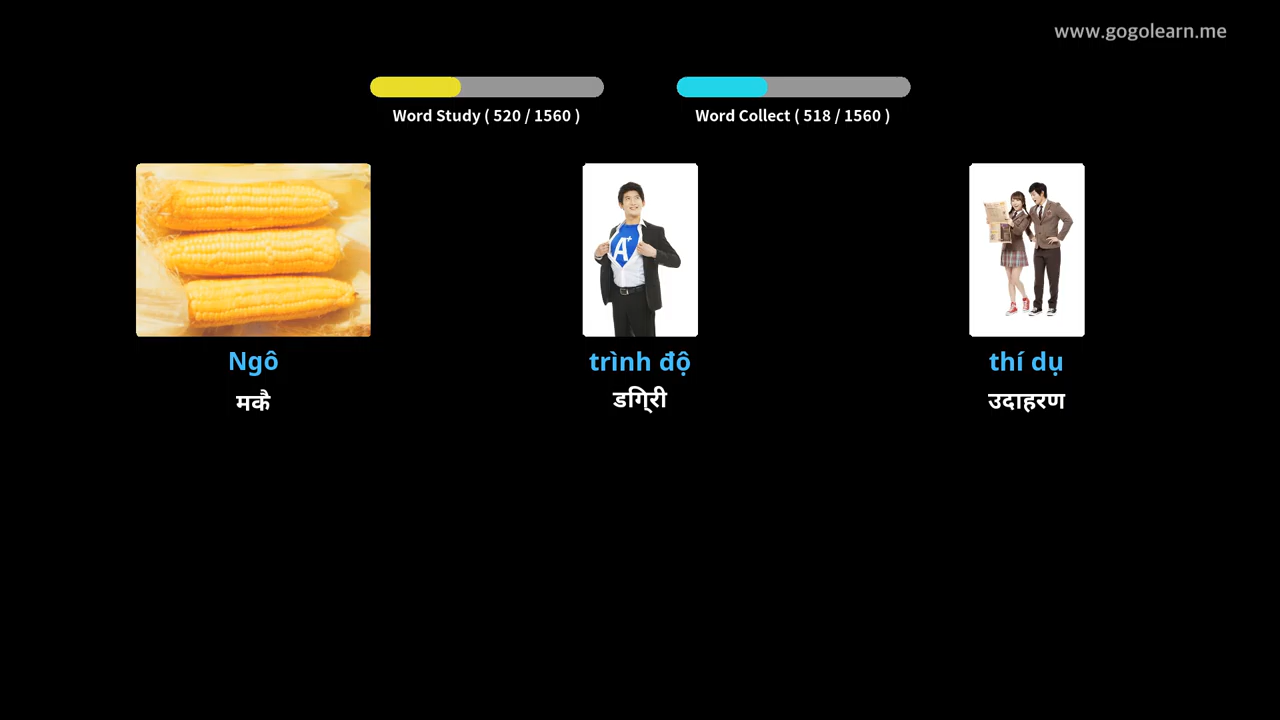 www.gogolearn.me
Word Study ( 520 / 1560 )
Word Collect ( 518 / 1560 )
A+
Ngô
trình độ
thí dụ
मकै
डग्रिी
उदाहरण